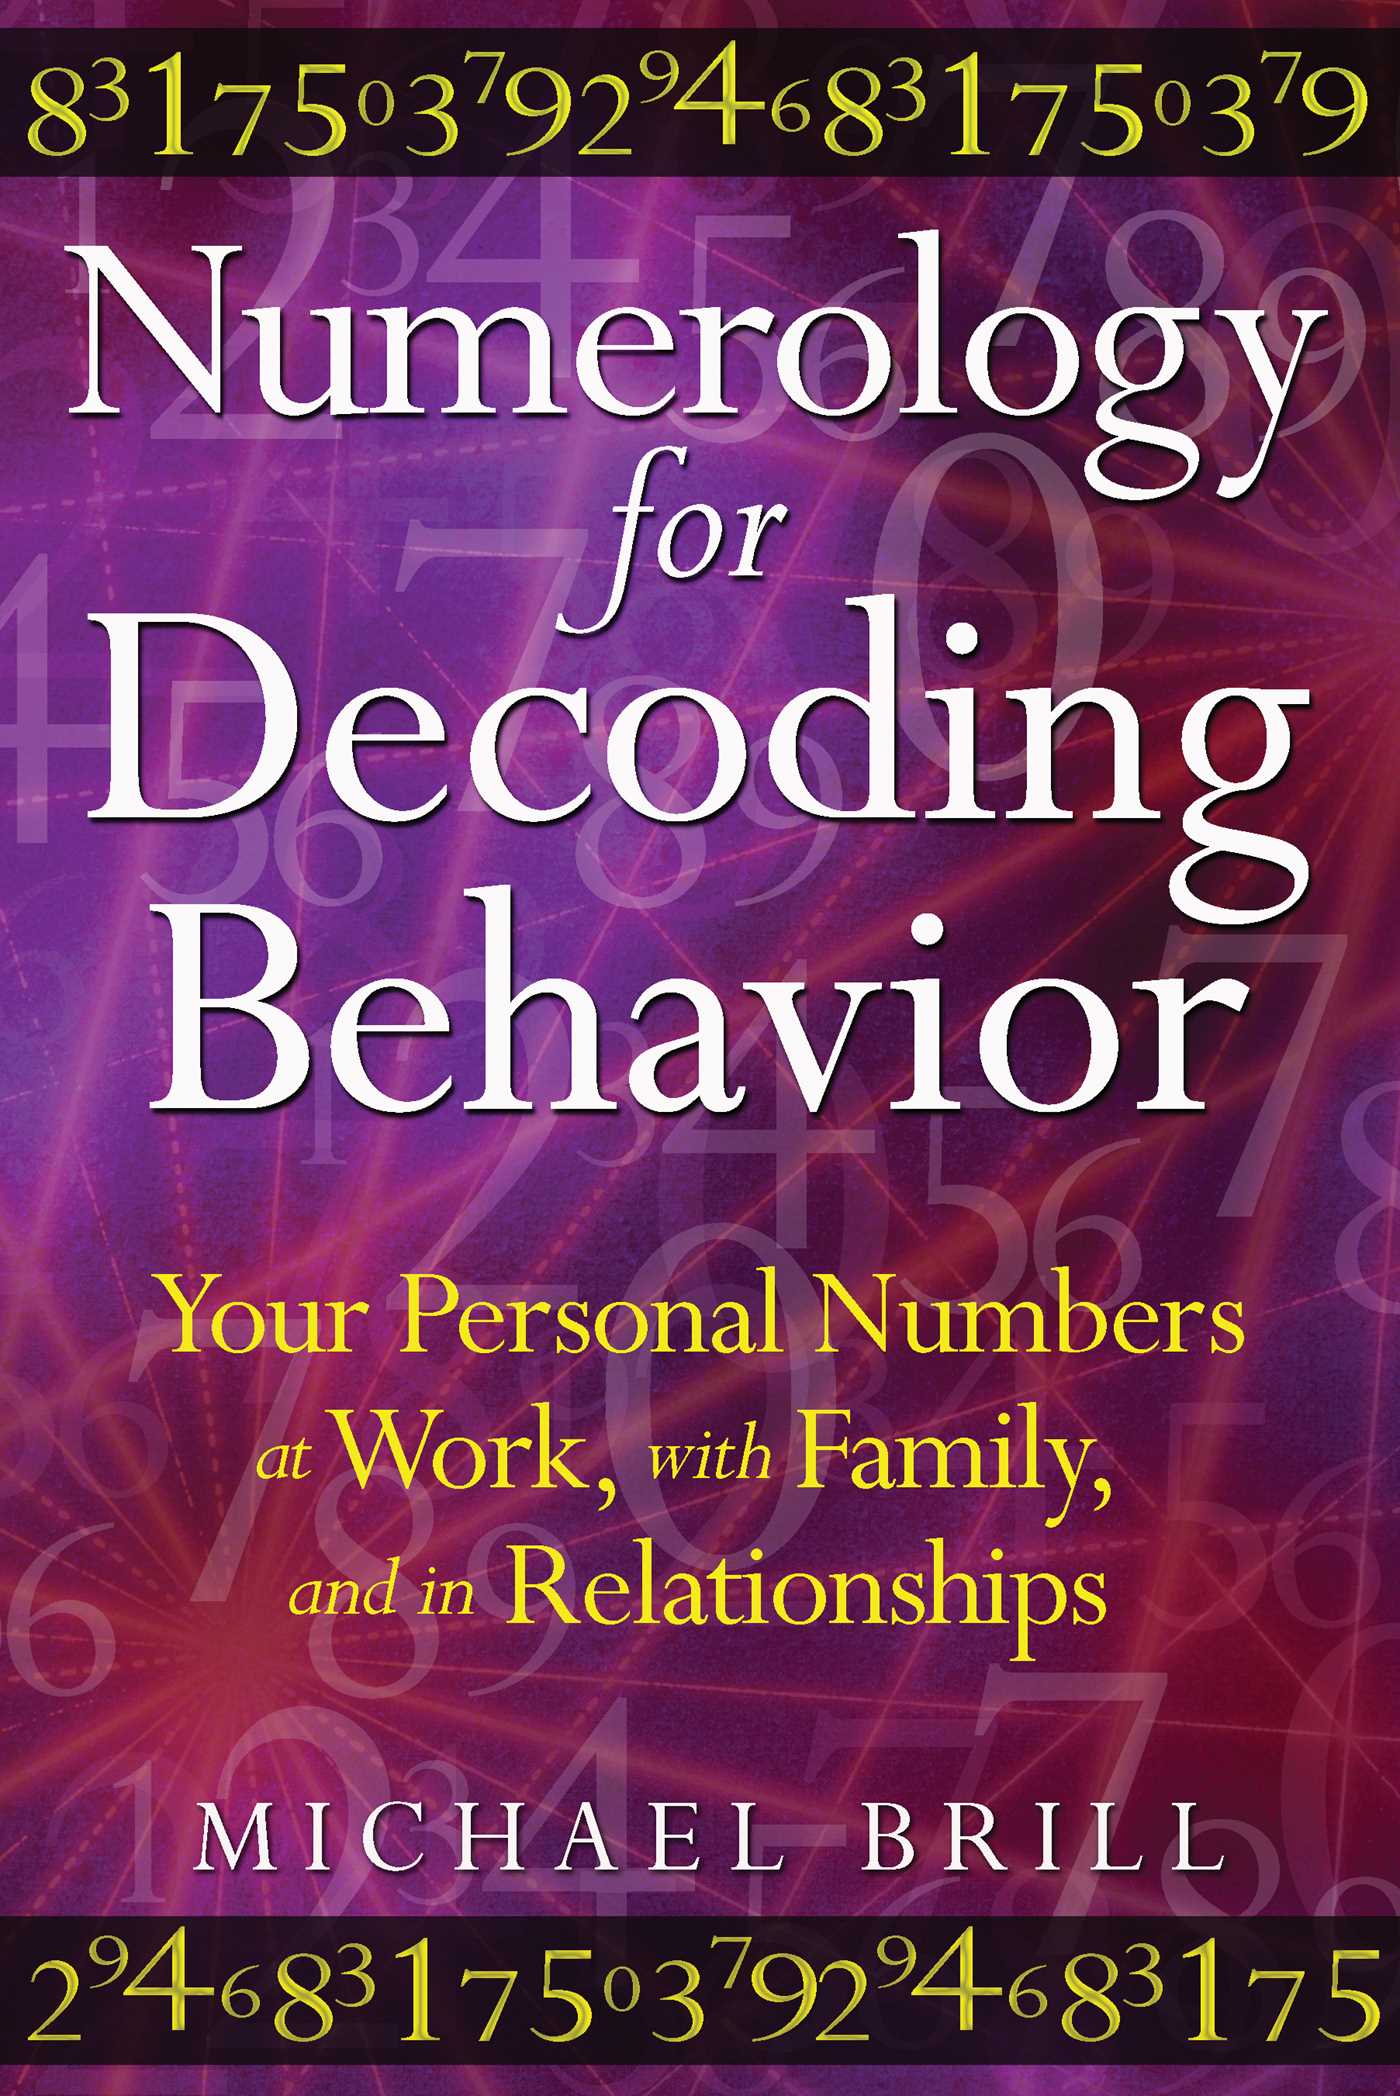 8317503792946831750379
Numerology
for
Decoding
Behavior
Your Personal Numbers
at Work, with Family,
and in Relationships
MICHAEL BRILL
2946831750379294683175